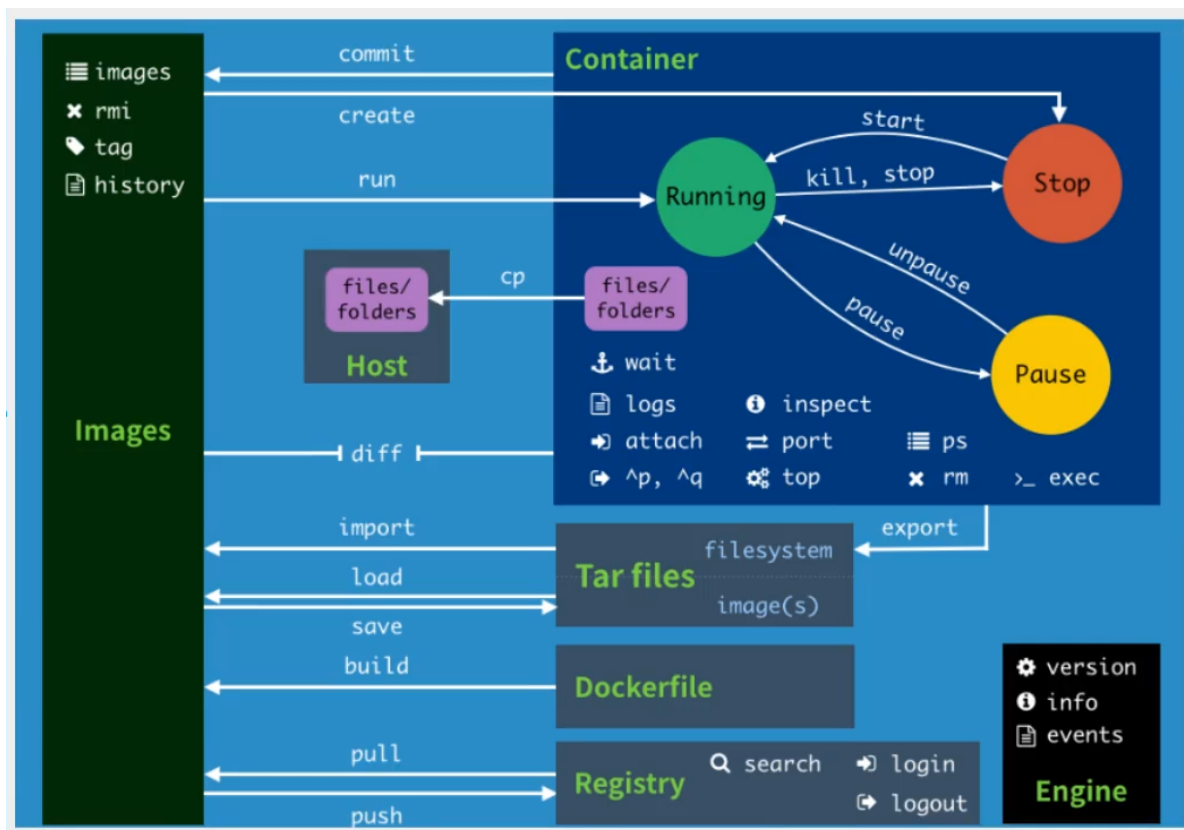 images
rmi
tag
history
Images
commit
create
run
Container
start
kill, stop
Running
Stop
unpause
pause
Pause
files/
folders
Host
cp
files/
folders
wait
logs
inspect
attach
port
ps
^p, ^q
top
rm
>_ exec
diff
import
load
save
export
filesystem
Tar files
image(s)
build
Dockerfile
pull
push
Registry
search
login
logout
version
info
events
Engine